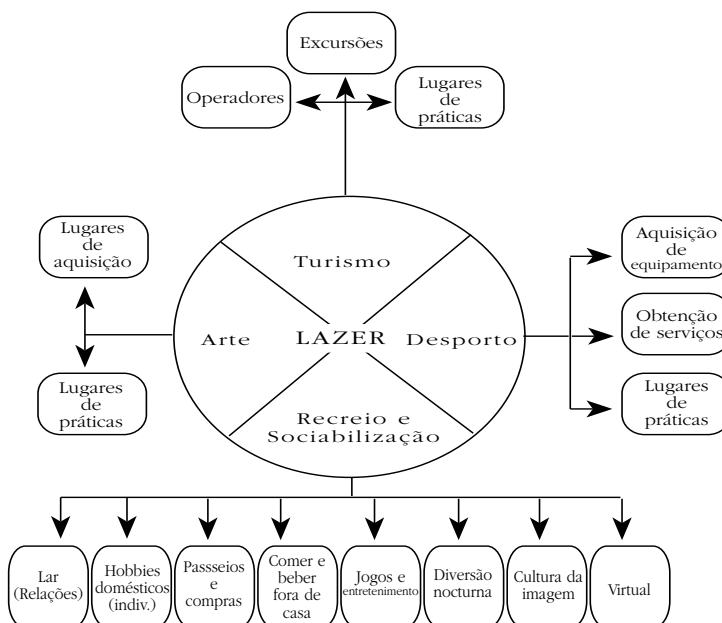 Excursões
Operadores
Lugares
de
práticas
Lugares
de
aquisição
Turismo
Aquisição
de
equipamento
Arte
LAZER
Desporto
Obtenção
de serviços
Lugares
de
práticas
Recreio e
Sociabilização
Lugares
de
práticas
Lar
(Relações)
Hobbies
domésticos
(indiv.)
Passseios
e
compras
Comer e
beber
fora de
casa
Jogos e
entretenimento
Diversão
nocturna
Cultura da
imagem
Virtual